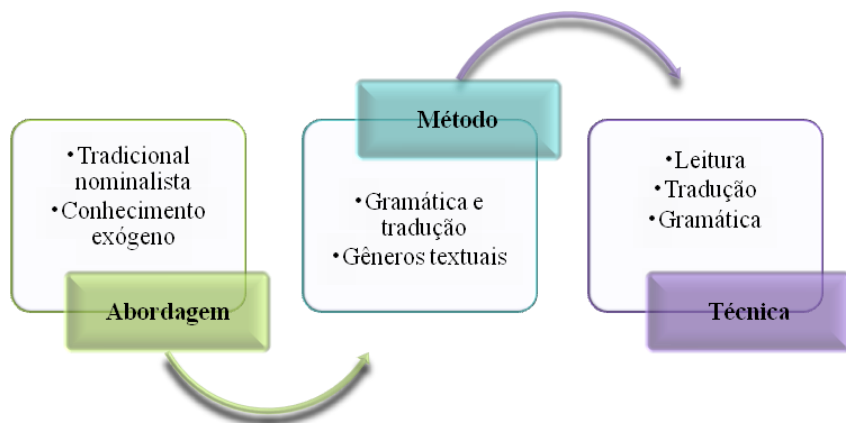 • Tradicional
nominalista
• Conhecimento
exógeno
Abordagem
Método
• Gramática e
tradução
• Gêneros textuais
• Leitura
• Tradução
• Gramática
Técnica